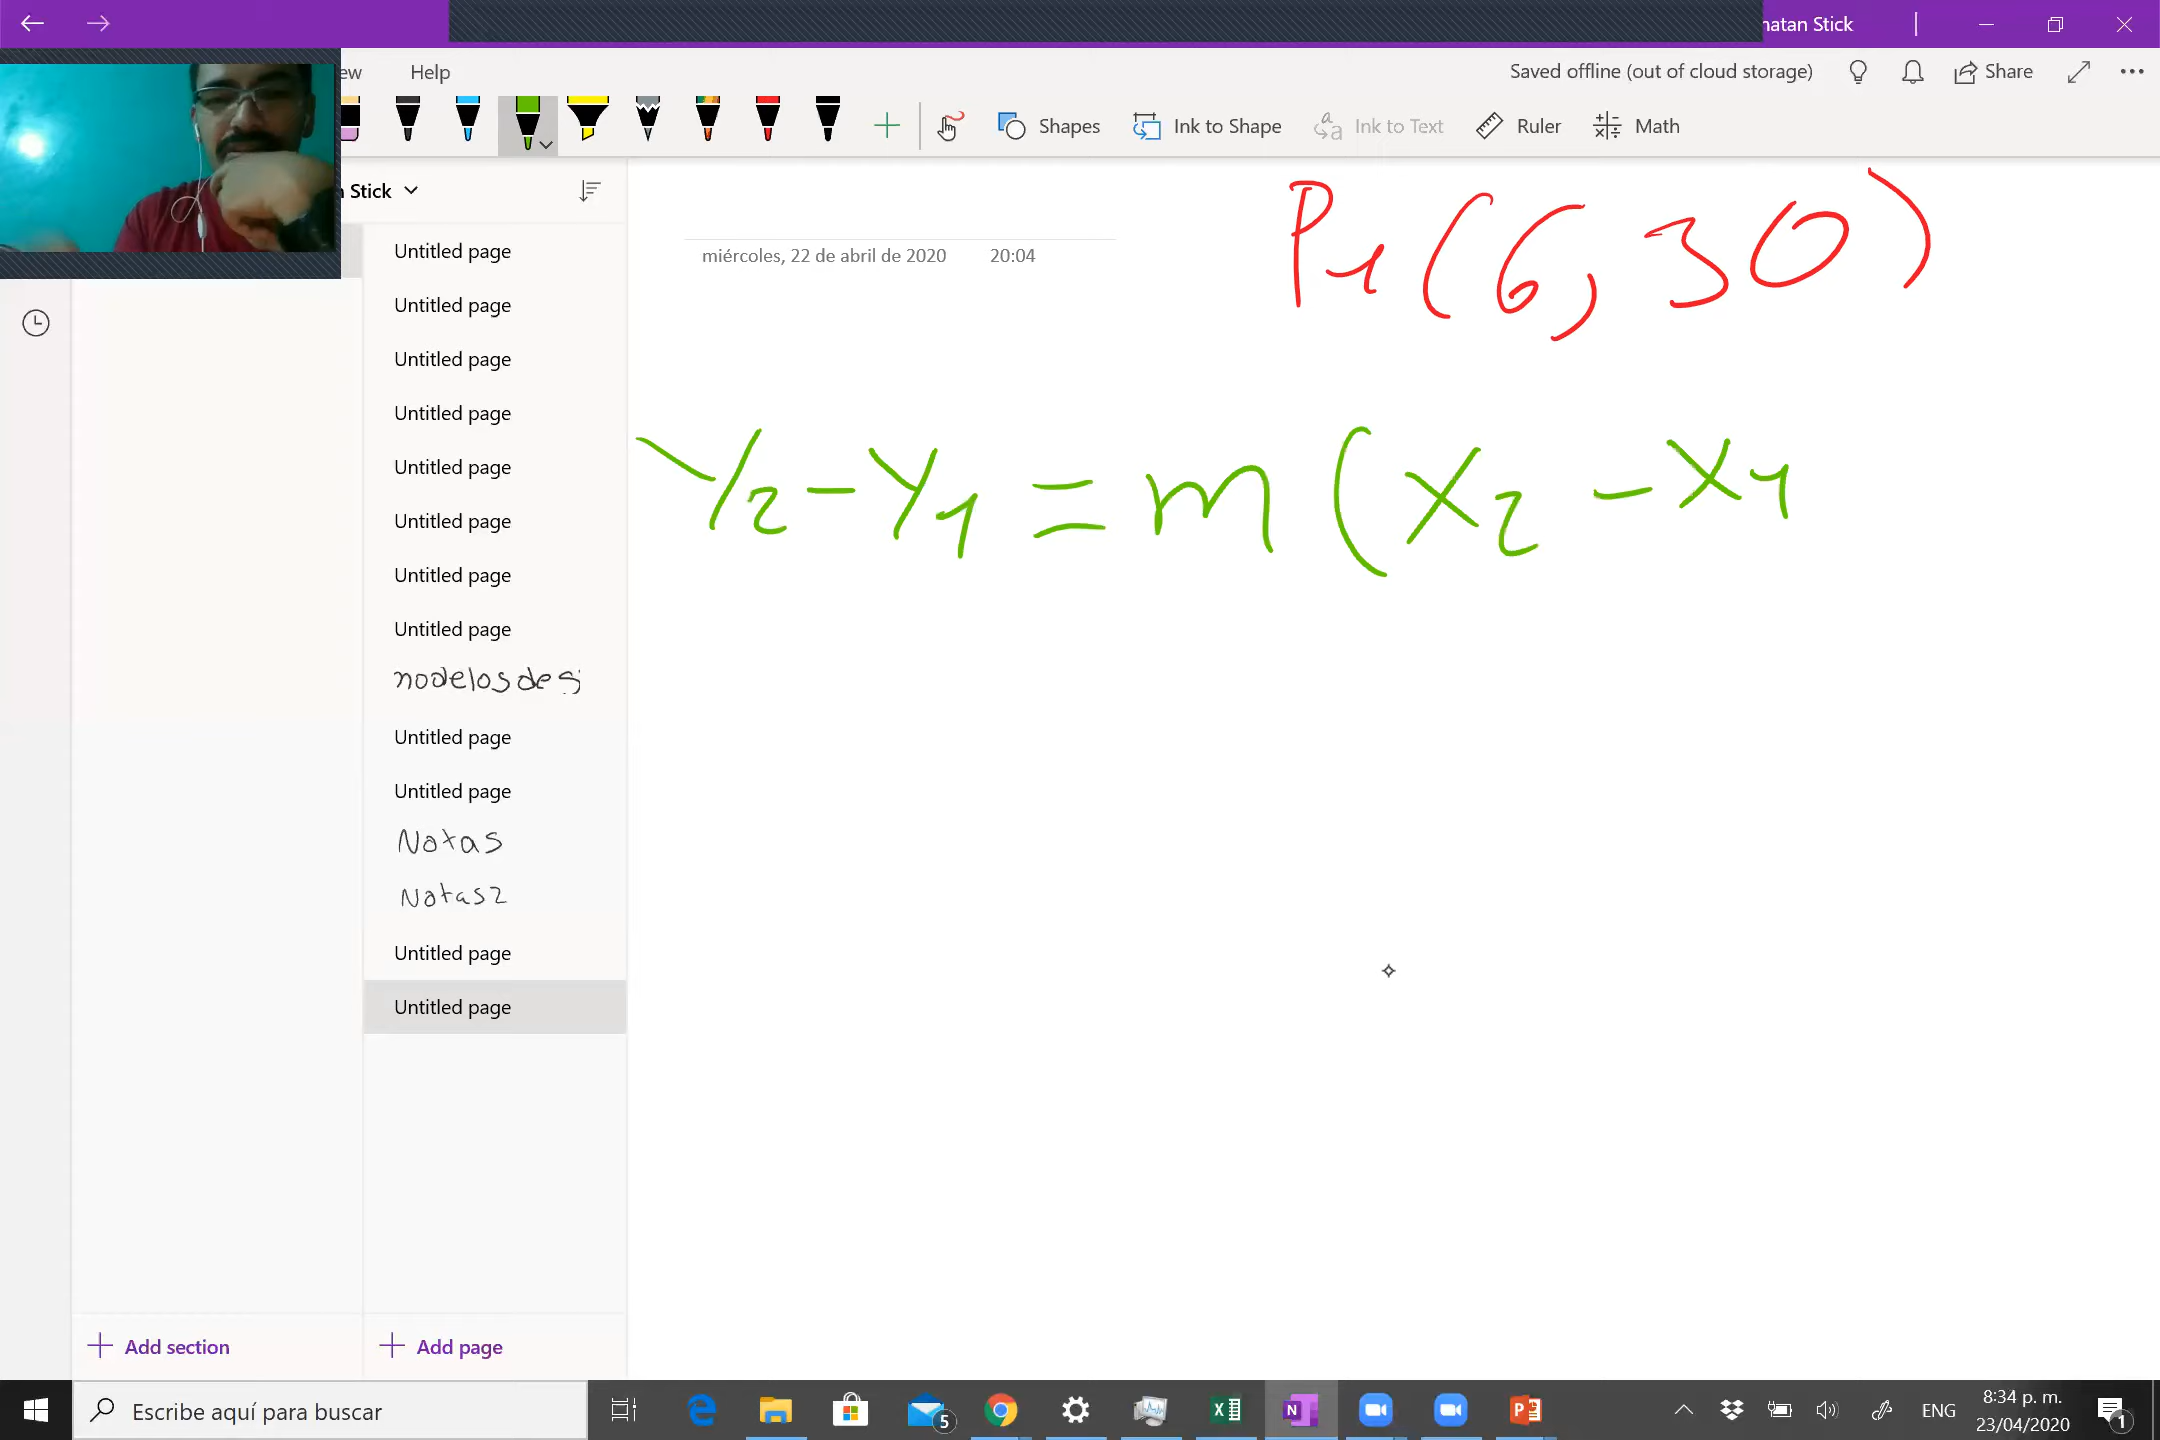 natan Stick
ew Help Saved offline (out of cloud storage) Share
Shapes Ink to Shape Ink to Text Ruler Math
n Stick
P1(6,30)
miércoles, 22 de abril de 2020 20:04
Y2-Y1=m(X2-X1
Untitled page
Untitled page
Untitled page
Untitled page
Untitled page
Untitled page
Untitled page
Untitled page
nodelos de si
Untitled page
Untitled page
Notas
Notas2
Untitled page
Untitled page
Add section Add page
Escribe aquí para buscar
5
ENG
8:34 p. m.
23/04/2020
1